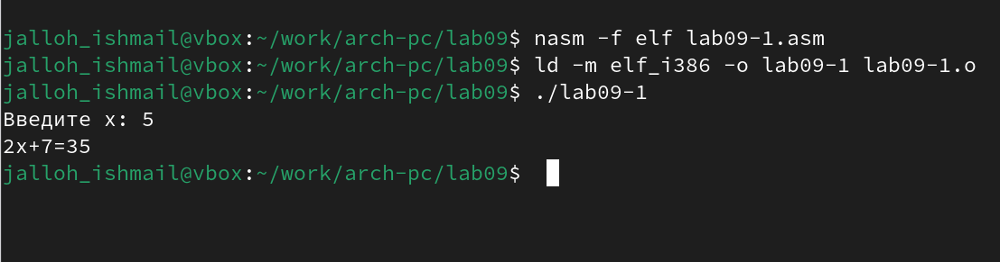 jalloh_ishmail@vbox:~/work/arch-pc/lab09$ nasm -f elf lab09-1.asm
jalloh_ishmail@vbox:~/work/arch-pc/lab09$ ld -m elf_i386 -o lab09-1 lab09-1.o
jalloh_ishmail@vbox:~/work/arch-pc/lab09$ ./lab09-1
Введите x: 5
2x+7=35
jalloh_ishmail@vbox:~/work/arch-pc/lab09$